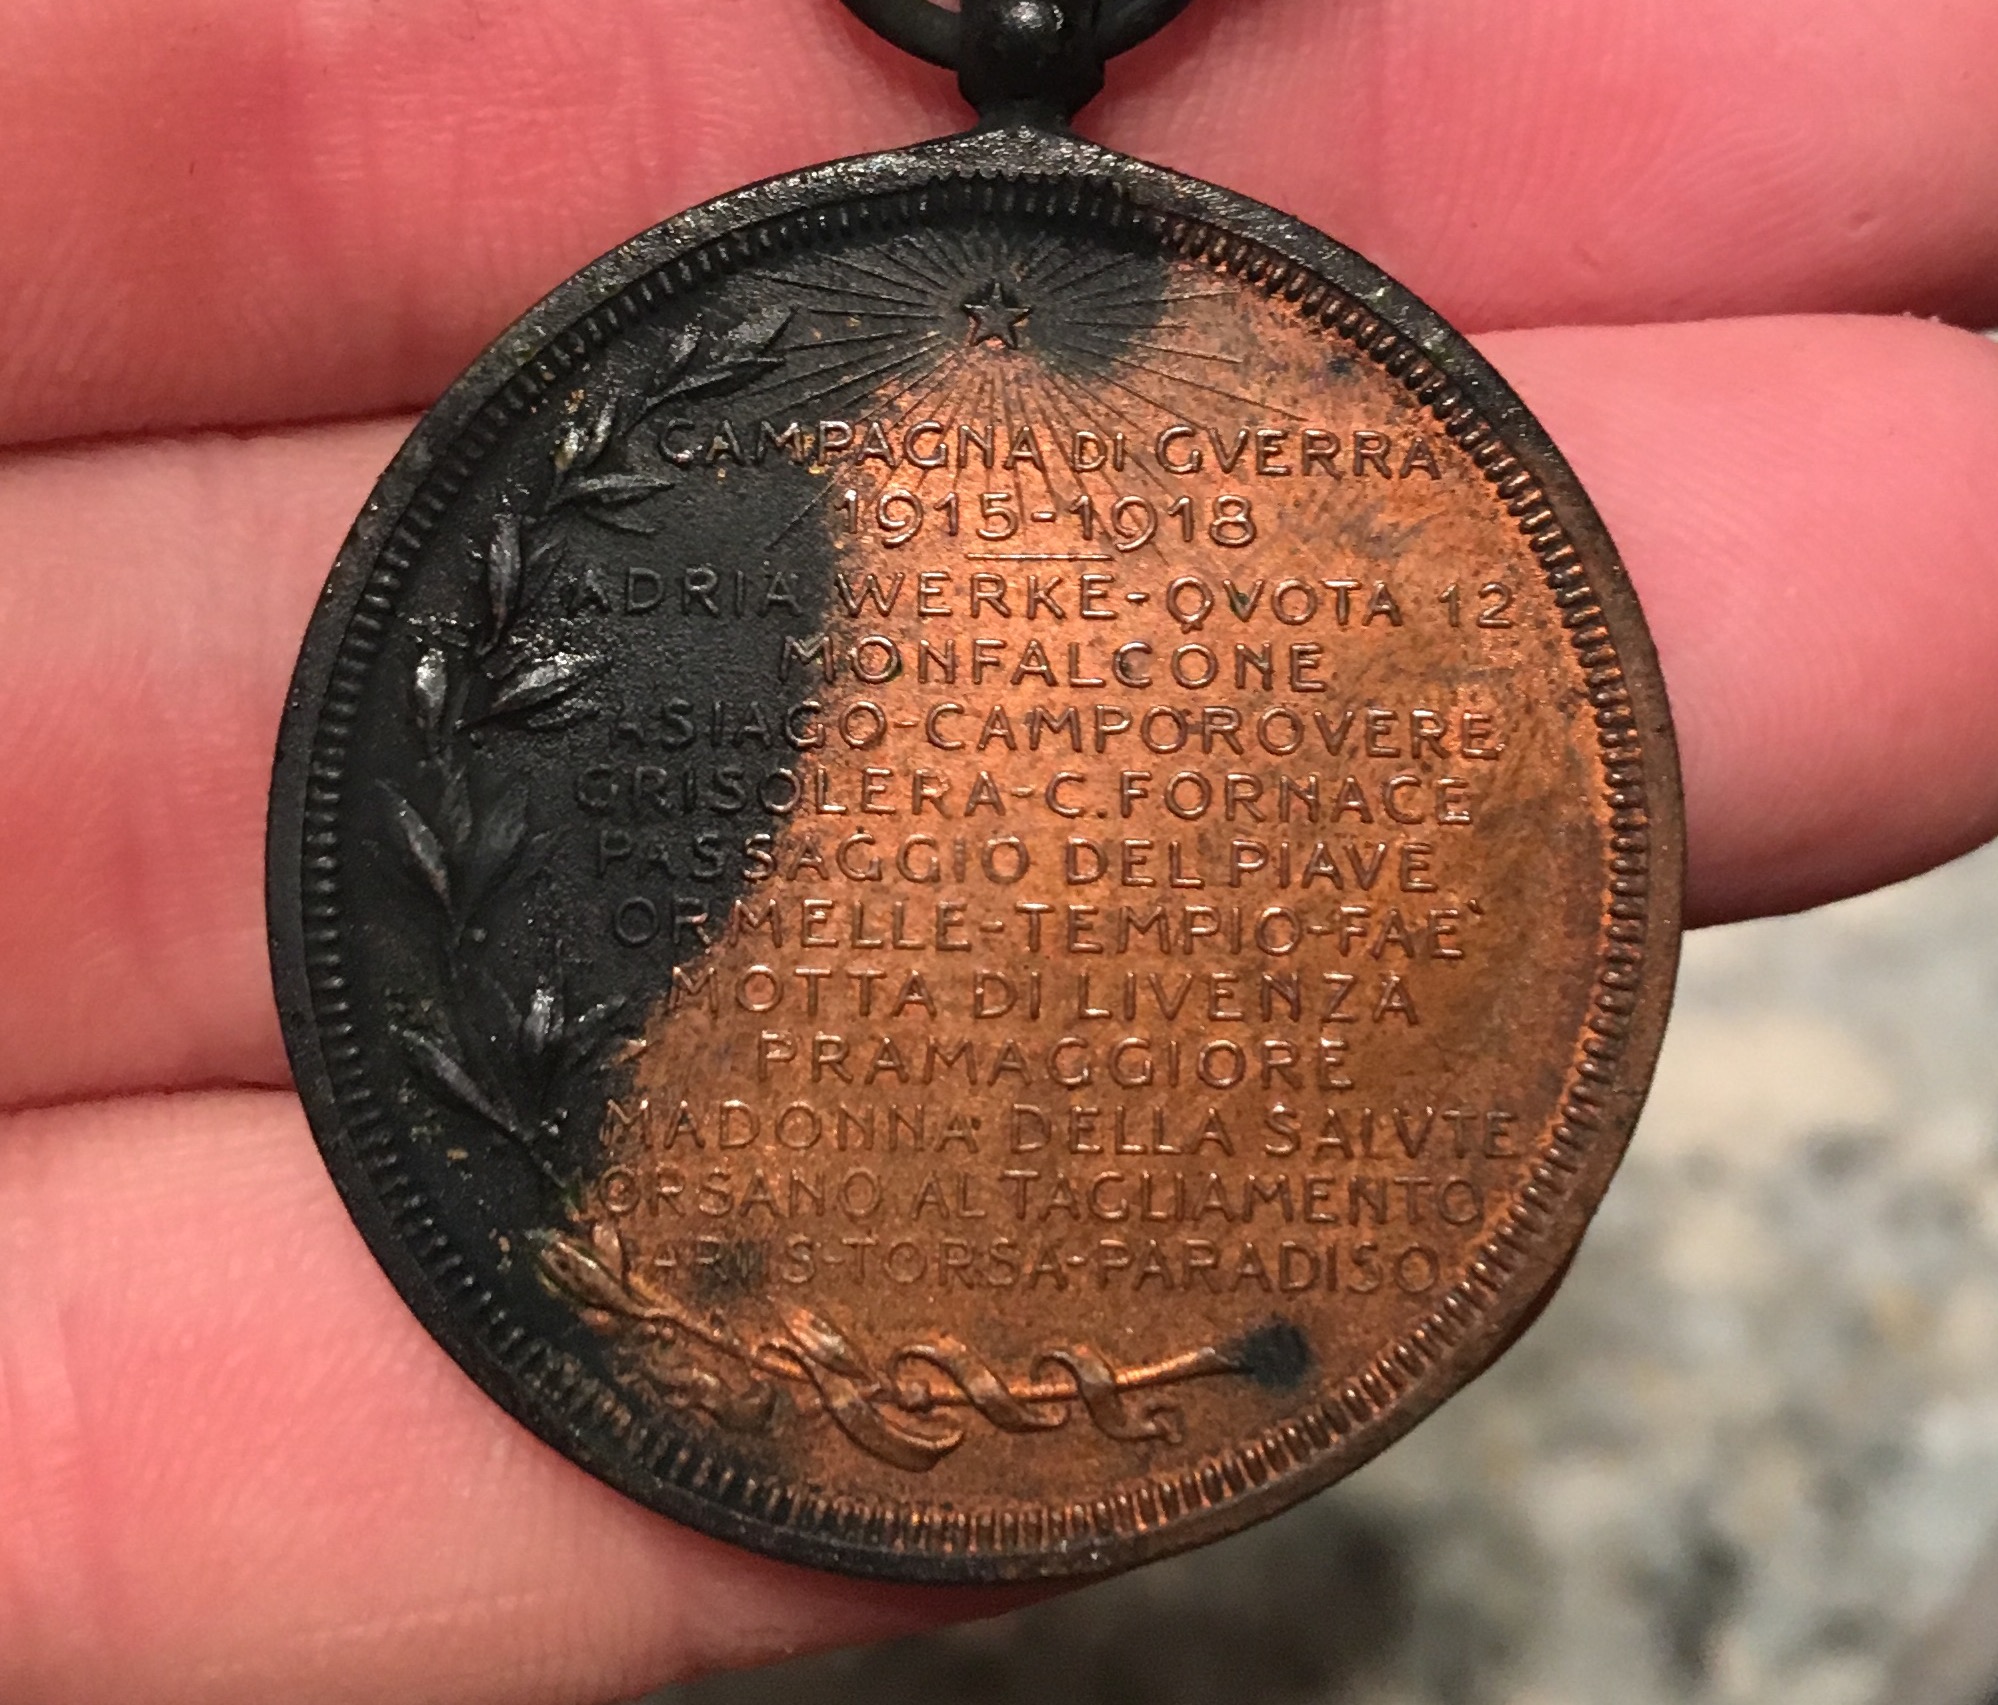 CAMPAGNA DI GVERRA
1915-1918
ADRIA WERKE-QVOTA 12
MONFALCONE
ASIAGO-CAMPOROVERE
GRISOLERA-C.FORNACE
PASSAGGIO DEL PIAVE
ORMELLE-TEMPIO-FAE`
MOTTA DI LIVENZA
PRAMAGGIORE
MADONNA DELLA SALVTE
AL TAGLIAMENTO
TORSA-PARADISO